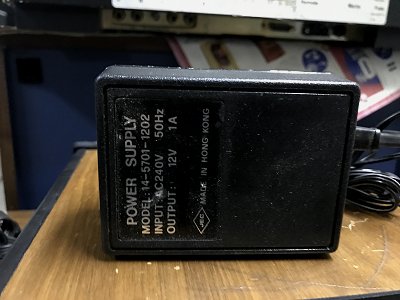 POWER SUPPLY
MODEL:14-5701-1202
INPUT:AC240V 50Hz
OUTPUT: 12V 1A
MADE IN HONG KONG